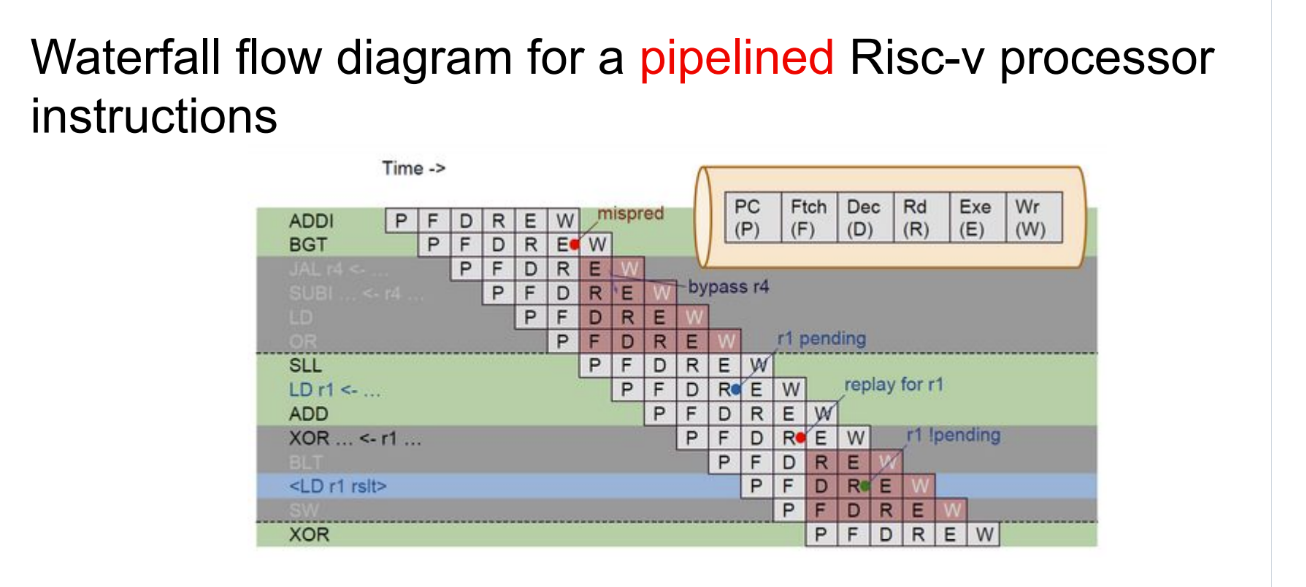 Waterfall flow diagram for a pipelined Risc-v processor
instructions
Time ->
PC Ftch Dec Rd Exe Wr
(P) (F) (D) (R) (E) (W)
ADDI P F D R E W mispred
BGT P F D R E W
JAL r4 <- ... P F D R E W
SUBI ... <- r4 ... P F D R E W bypass r4
LD P F D R E W
OR P F D R E W r1 pending
SLL P F D R E W
LD r1 <- ... P F D R E W replay for r1
ADD P F D R E W
XOR ... <- r1 ... P F D R E W r1 !pending
BLT P F D R E W
<LD r1 rslt> P F D R E W
SW P F D R E W
XOR P F D R E W